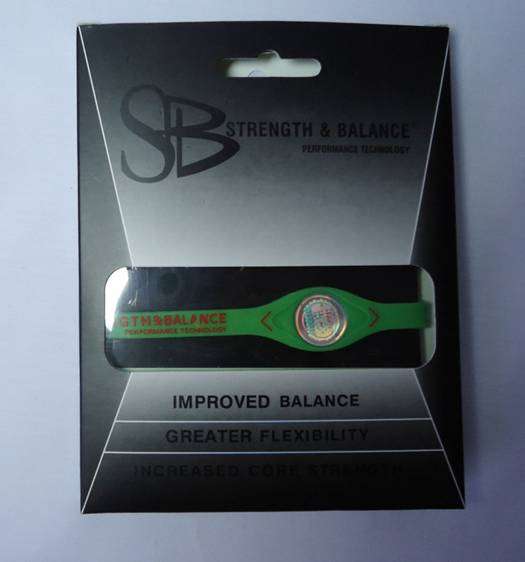 SB STRENGTH & BALANCE
PERFORMANCE TECHNOLOGY
GTH&BALANCE
PERFORMANCE TECHNOLOGY
IMPROVED BALANCE
GREATER FLEXIBILITY
INCREASED CORE STRENGTH